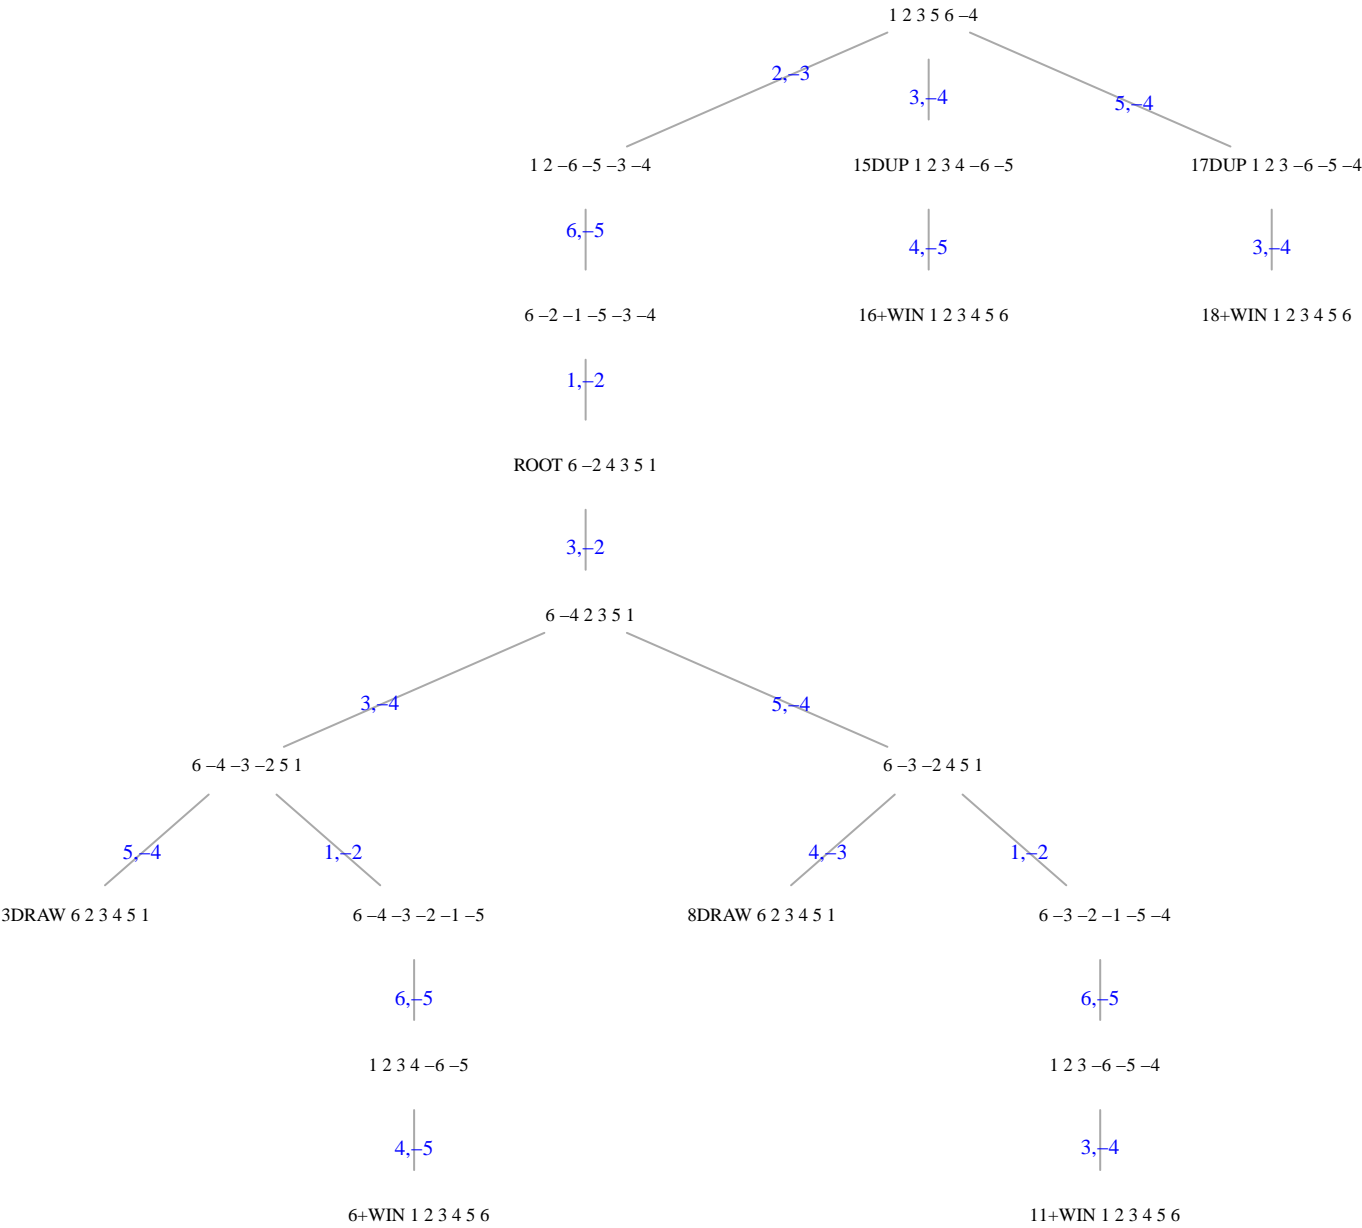 1 2 3 5 6 –4
2,–3
3,–4
5,–4
1 2 –6 –5 –3 –4
15DUP 1 2 3 4 –6 –5
17DUP 1 2 3 –6 –5 –4
6,–5
4,–5
3,–4
6 –2 –1 –5 –3 –4
16+WIN 1 2 3 4 5 6
18+WIN 1 2 3 4 5 6
1,–2
ROOT 6 –2 4 3 5 1
3,–2
6 –4 2 3 5 1
3,–4
5,–4
6 –4 –3 –2 5 1
6 –3 –2 4 5 1
5,–4
1,–2
4,–3
1,–2
3DRAW 6 2 3 4 5 1
6 –4 –3 –2 –1 –5
8DRAW 6 2 3 4 5 1
6 –3 –2 –1 –5 –4
6,–5
6,–5
1 2 3 4 –6 –5
1 2 3 –6 –5 –4
4,–5
3,–4
6+WIN 1 2 3 4 5 6
11+WIN 1 2 3 4 5 6